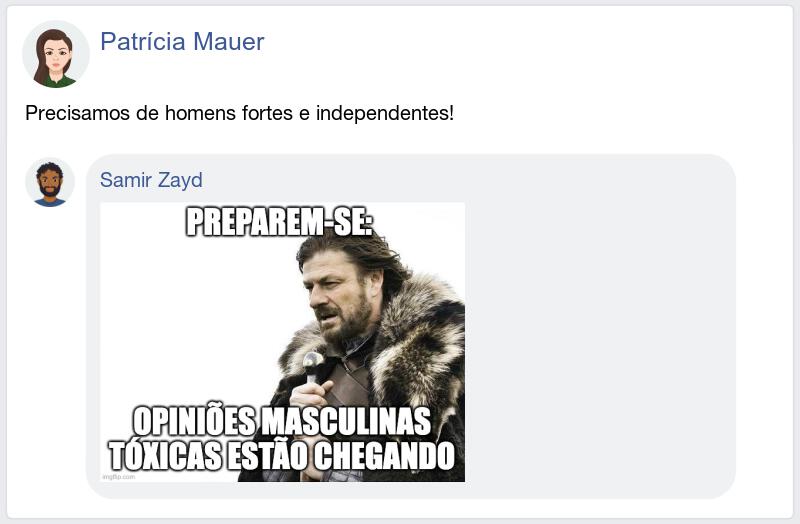 Patrícia Mauer
Precisamos de homens fortes e independentes!
Samir Zayd
PREPAREM-SE:
OPINIÕES MASCULINAS
TÓXICAS ESTÃO CHEGANDO
imgflip.com